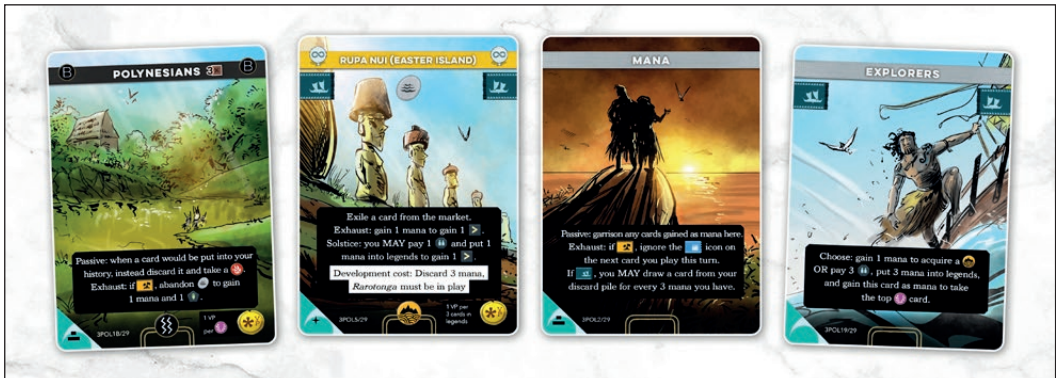 B
POLYNESIANS 3
B
Passive: when a card would be put into your
history, instead discard it and take a
Exhaust: if , abandon to gain
1 mana and 1
3POL1B/29
1 VP
per
RUPA NUI (EASTER ISLAND)
Exile a card from the market.
Exhaust: gain 1 mana to gain 1
Solstice: you MAY pay 1 and put 1
mana into legends to gain 1
Development cost: Discard 3 mana,
Rarotonga must be in play
3POL5/29
1 VP per
3 cards in
legends
MANA
Passive: garrison any cards gained as mana here.
Exhaust: if , ignore the icon on
the next card you play this turn.
If , you MAY draw a card from your
discard pile for every 3 mana you have.
3POL2/29
EXPLORERS
Choose: gain 1 mana to acquire a
OR pay 3 , put 3 mana into legends,
and gain this card as mana to take
the top card.
3POL19/29